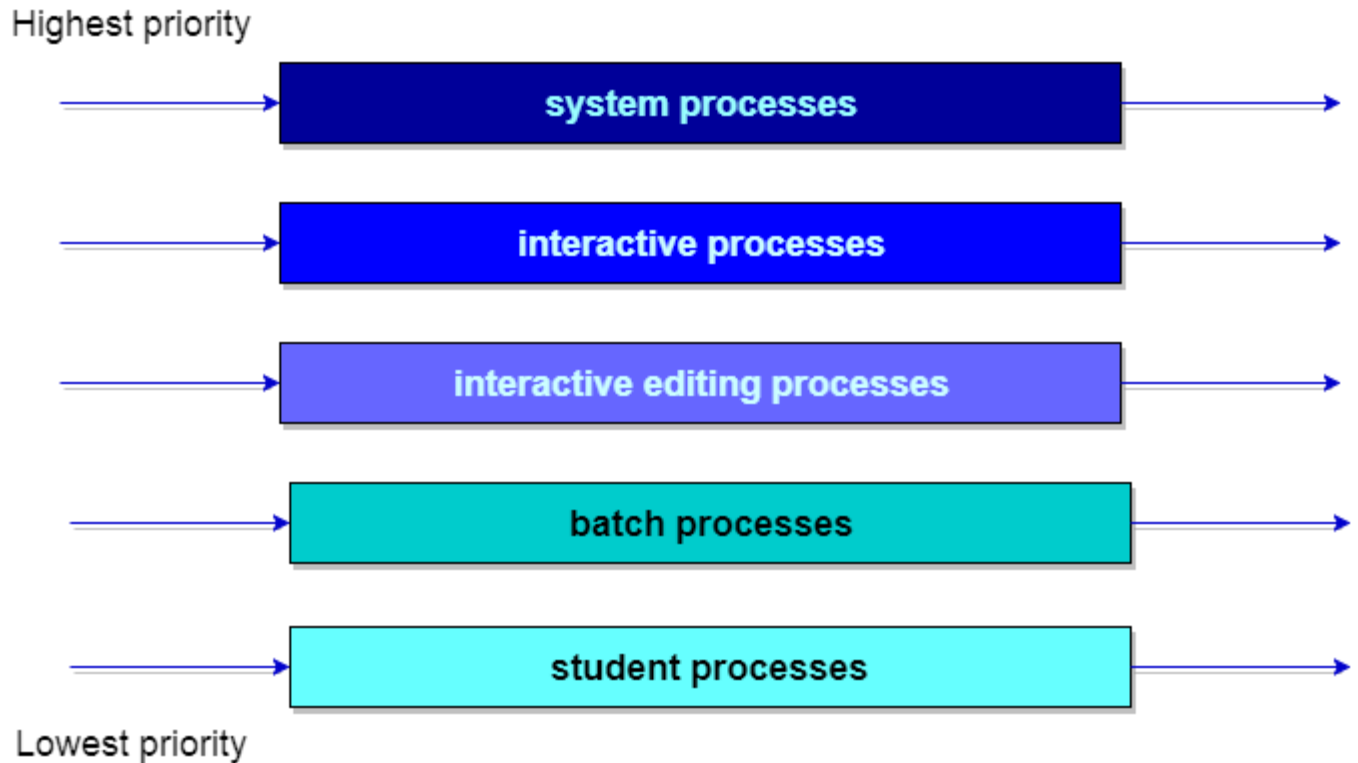 Highest priority
system processes
interactive processes
interactive editing processes
batch processes
student processes
Lowest priority